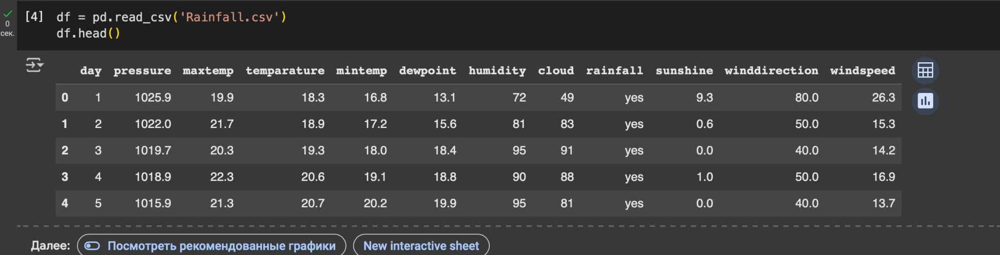 [4] df = pd.read_csv('Rainfall.csv')
0
сек.
df.head()
day pressure maxtemp temparature mintemp dewpoint humidity cloud rainfall sunshine winddirection windspeed
0 1 1025.9 19.9 18.3 16.8 13.1 72 49 yes 9.3 80.0 26.3
1 2 1022.0 21.7 18.9 17.2 15.6 81 83 yes 0.6 50.0 15.3
2 3 1019.7 20.3 19.3 18.0 18.4 95 91 yes 0.0 40.0 14.2
3 4 1018.9 22.3 20.6 19.1 18.8 90 88 yes 1.0 50.0 16.9
4 5 1015.9 21.3 20.7 20.2 19.9 95 81 yes 0.0 40.0 13.7
Далее: Посмотреть рекомендованные графики New interactive sheet